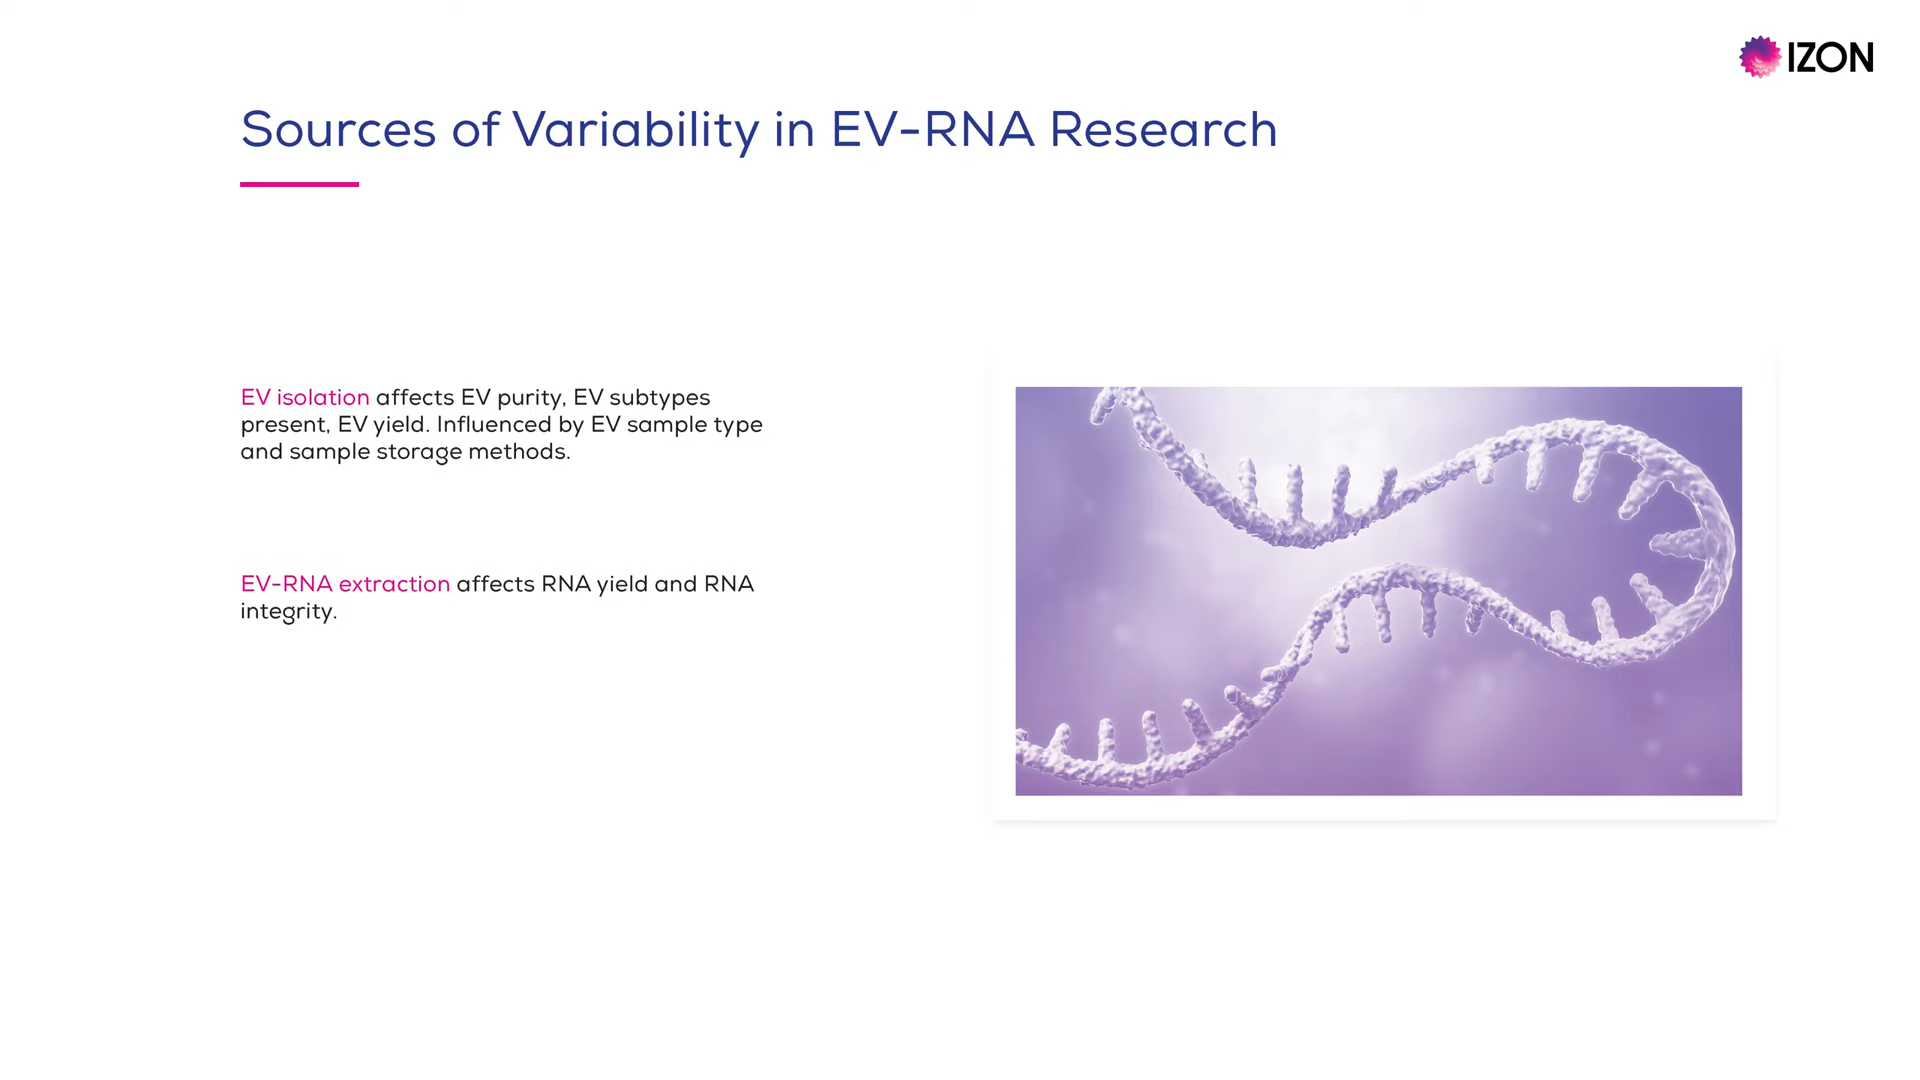 IZON
Sources of Variability in EV-RNA Research
EV isolation affects EV purity, EV subtypes
present, EV yield. Influenced by EV sample type
and sample storage methods.
EV-RNA extraction affects RNA yield and RNA
integrity.